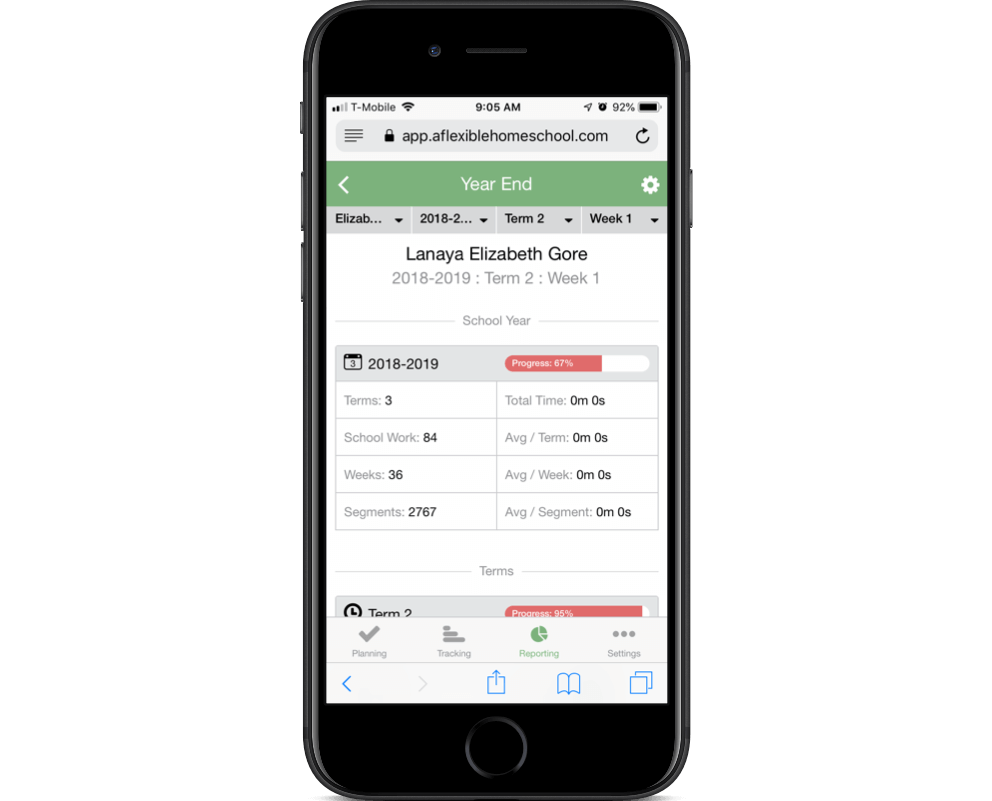 T-Mobile 9:05 AM 92%
app.aflexiblehomeschool.com
Year End
Elizab... 2018-2... Term 2 Week 1
Lanaya Elizabeth Gore
2018-2019 : Term 2 : Week 1
School Year
3 2018-2019 Progress: 67%
Terms: 3 Total Time: 0m 0s
School Work: 84 Avg / Term: 0m 0s
Weeks: 36 Avg / Week: 0m 0s
Segments: 2767 Avg / Segment: 0m 0s
Terms
Term 2 Progress: 95%
Planning Tracking Reporting Settings